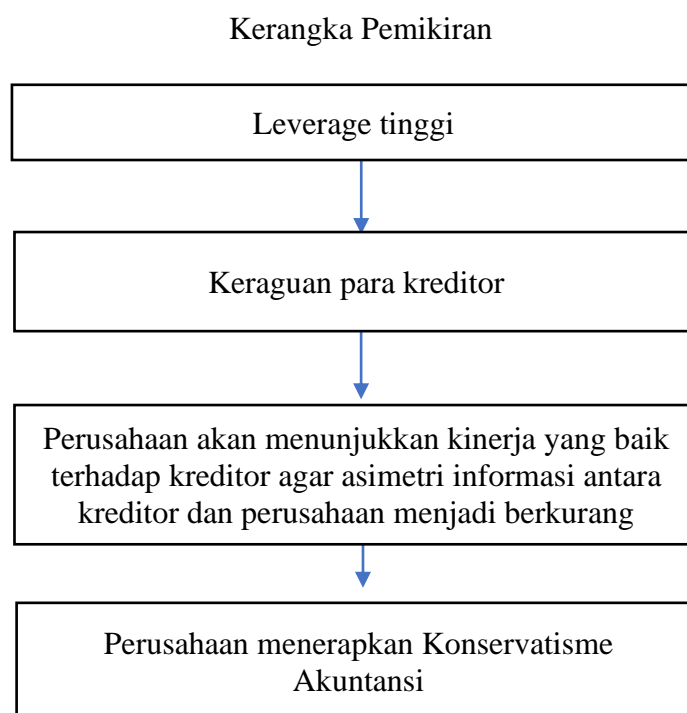 Kerangka Pemikiran
Leverage tinggi
Keraguan para kreditor
Perusahaan akan menunjukkan kinerja yang baik
terhadap kreditor agar asimetri informasi antara
kreditor dan perusahaan menjadi berkurang
Perusahaan menerapkan Konservatisme
Akuntansi